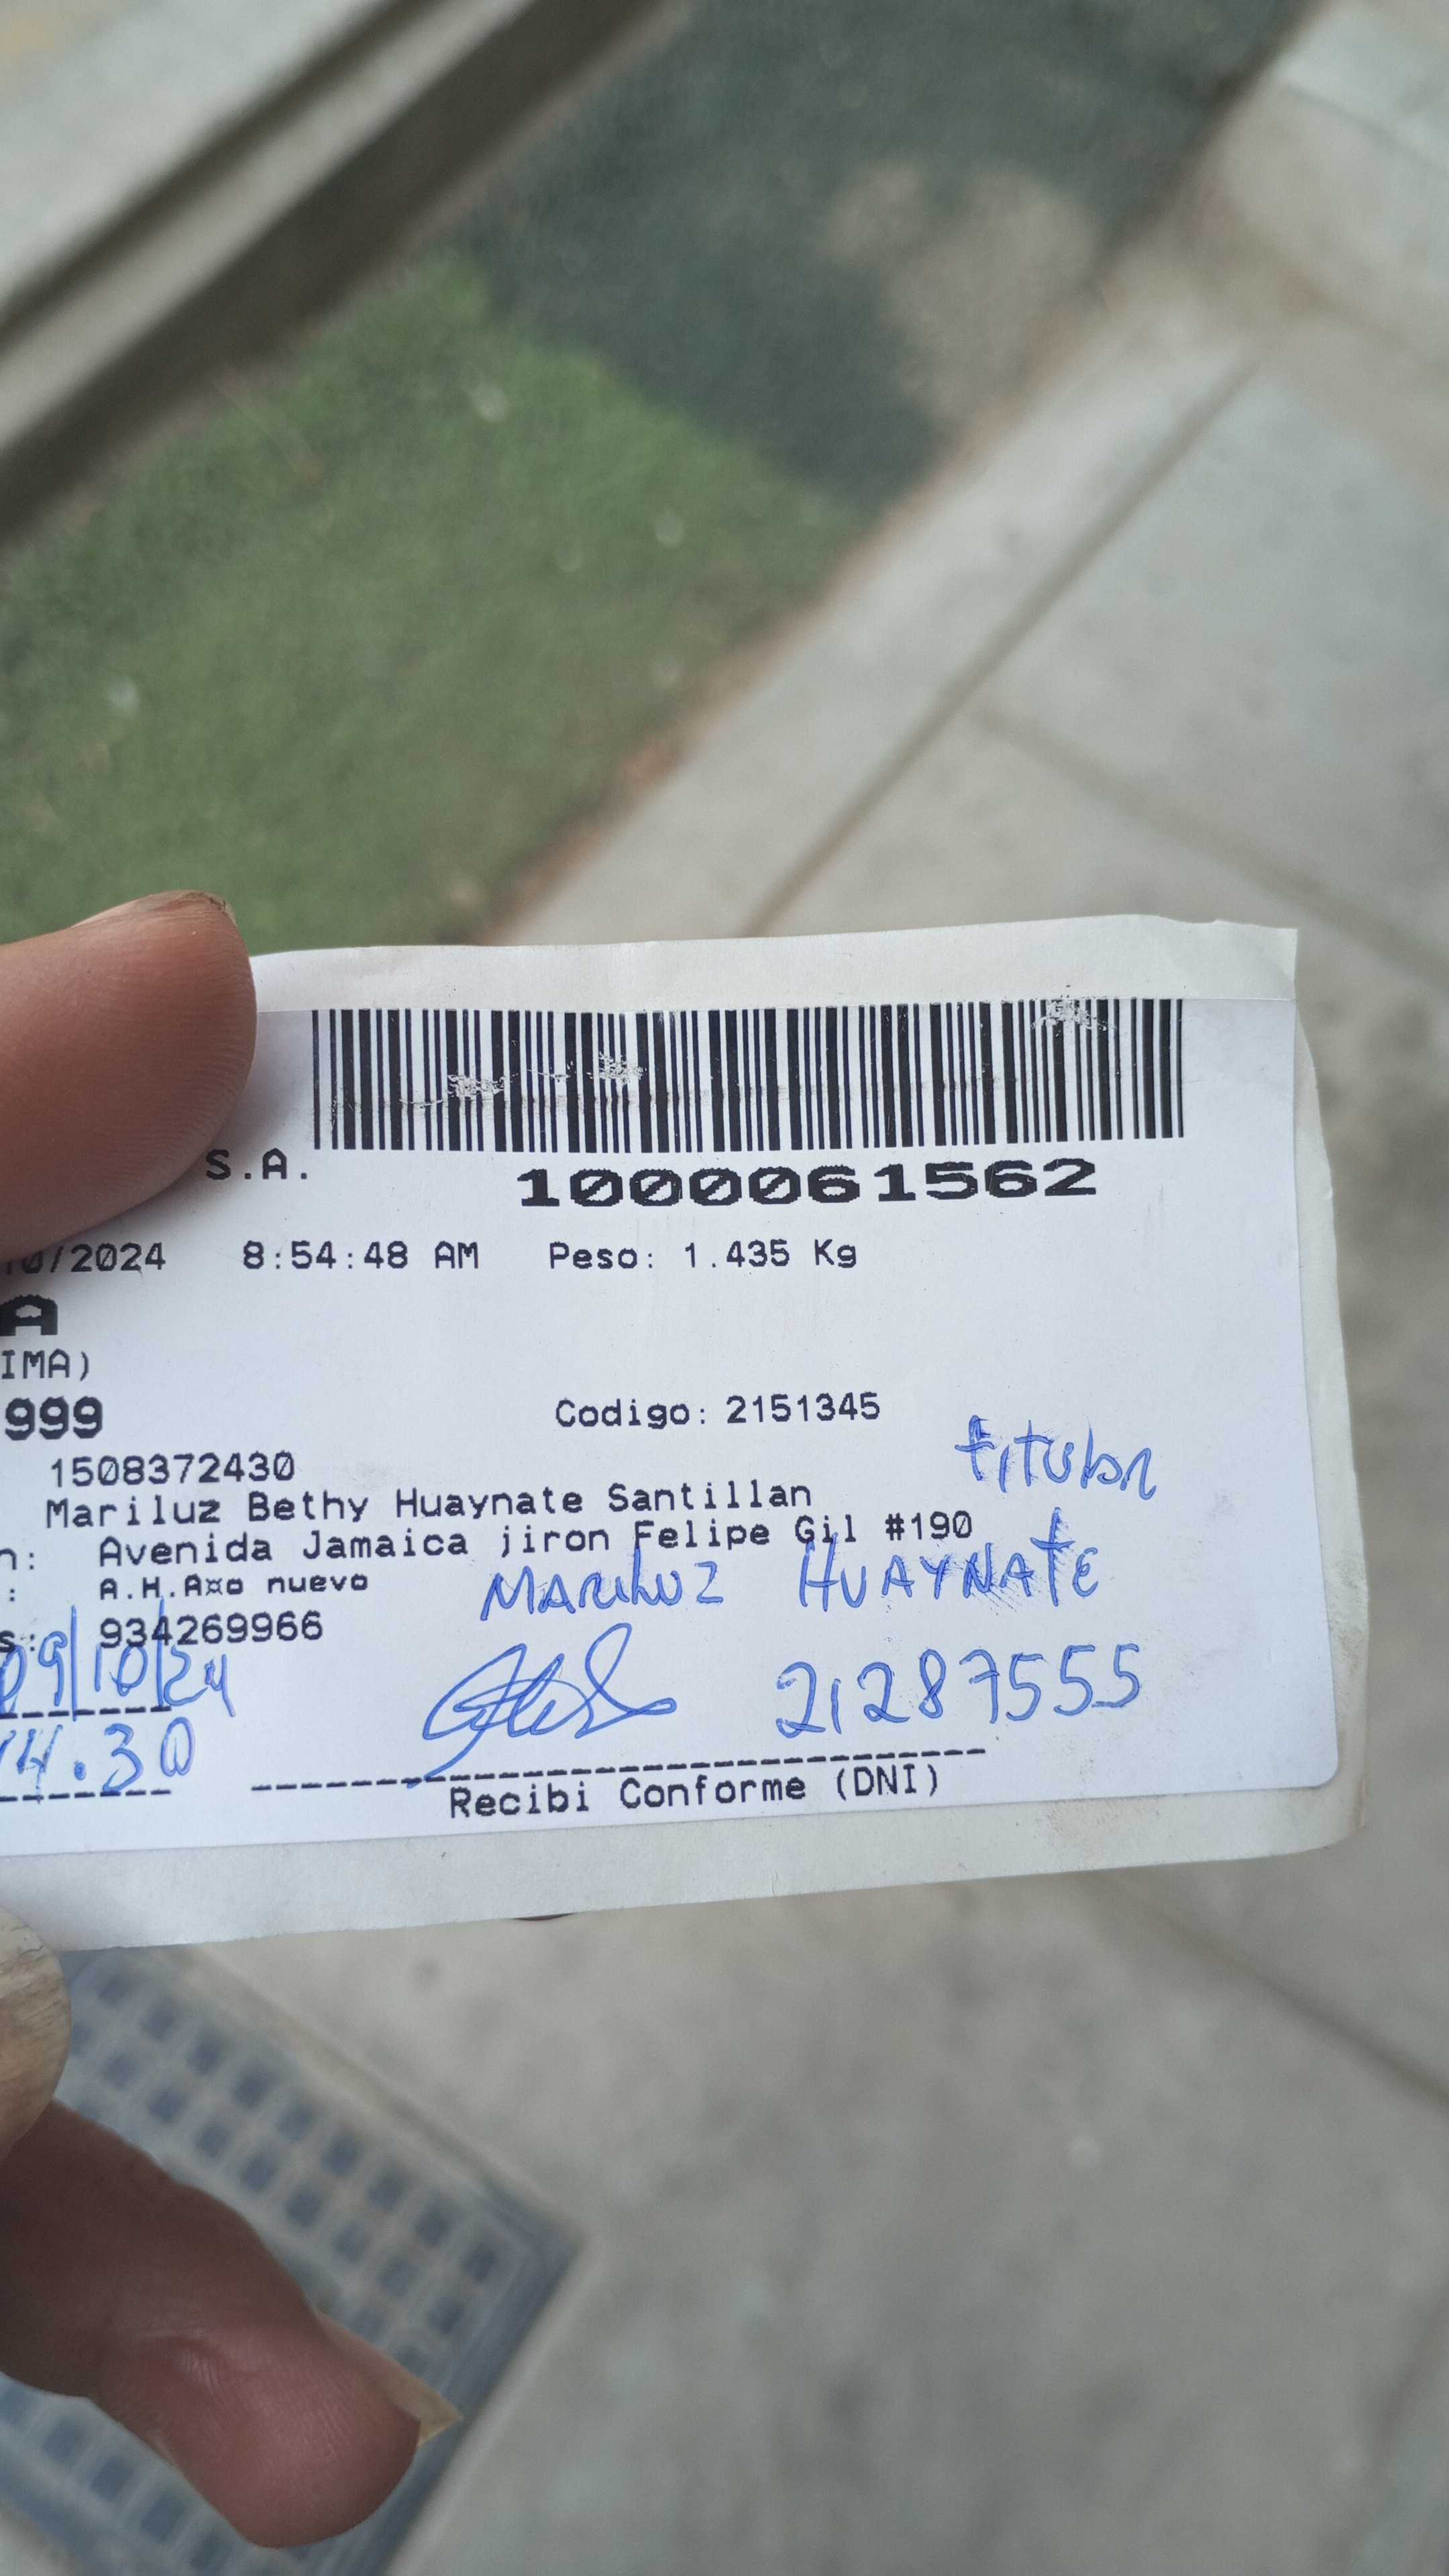 S.A.
1000061562
10/2024 8:54:48 AM Peso: 1.435 Kg
A
IMA)
999 Codigo: 2151345
titular
1508372430
Mariluz Bethy Huaynate Santillan
n: Avenida Jamaica jiron Felipe Gil #190
: A.H.Axo nuevo
MARILUZ HUAYNATE
s: 934269966
09/10/24
21287555
14.30
Recibi Conforme (DNI)